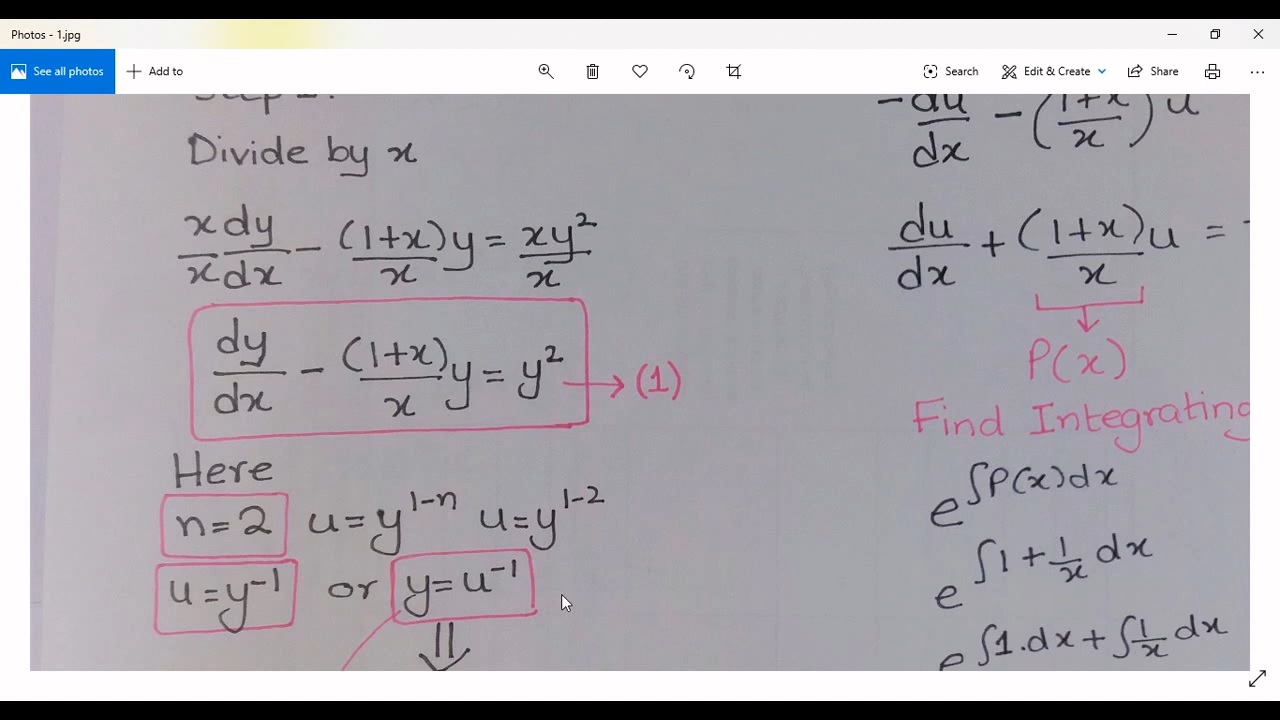 Photos - 1.jpg
See all photos
Add to
Search
Edit & Create
Share
Divide by x
x/x dy/dx - (1+x)/x y = xy²/x
dy/dx - (1+x)/x y = y² → (1)
Here
n=2 u=y^(1-n) u=y^(1-2)
u=y^(-1) or y=u^(-1)
⇓
-du/dx - (1+x/x) u
du/dx + (1+x)/x u =
P(x)
Find Integrating
e^∫P(x)dx
e^∫1+1/x dx
e^∫1.dx+∫1/x dx